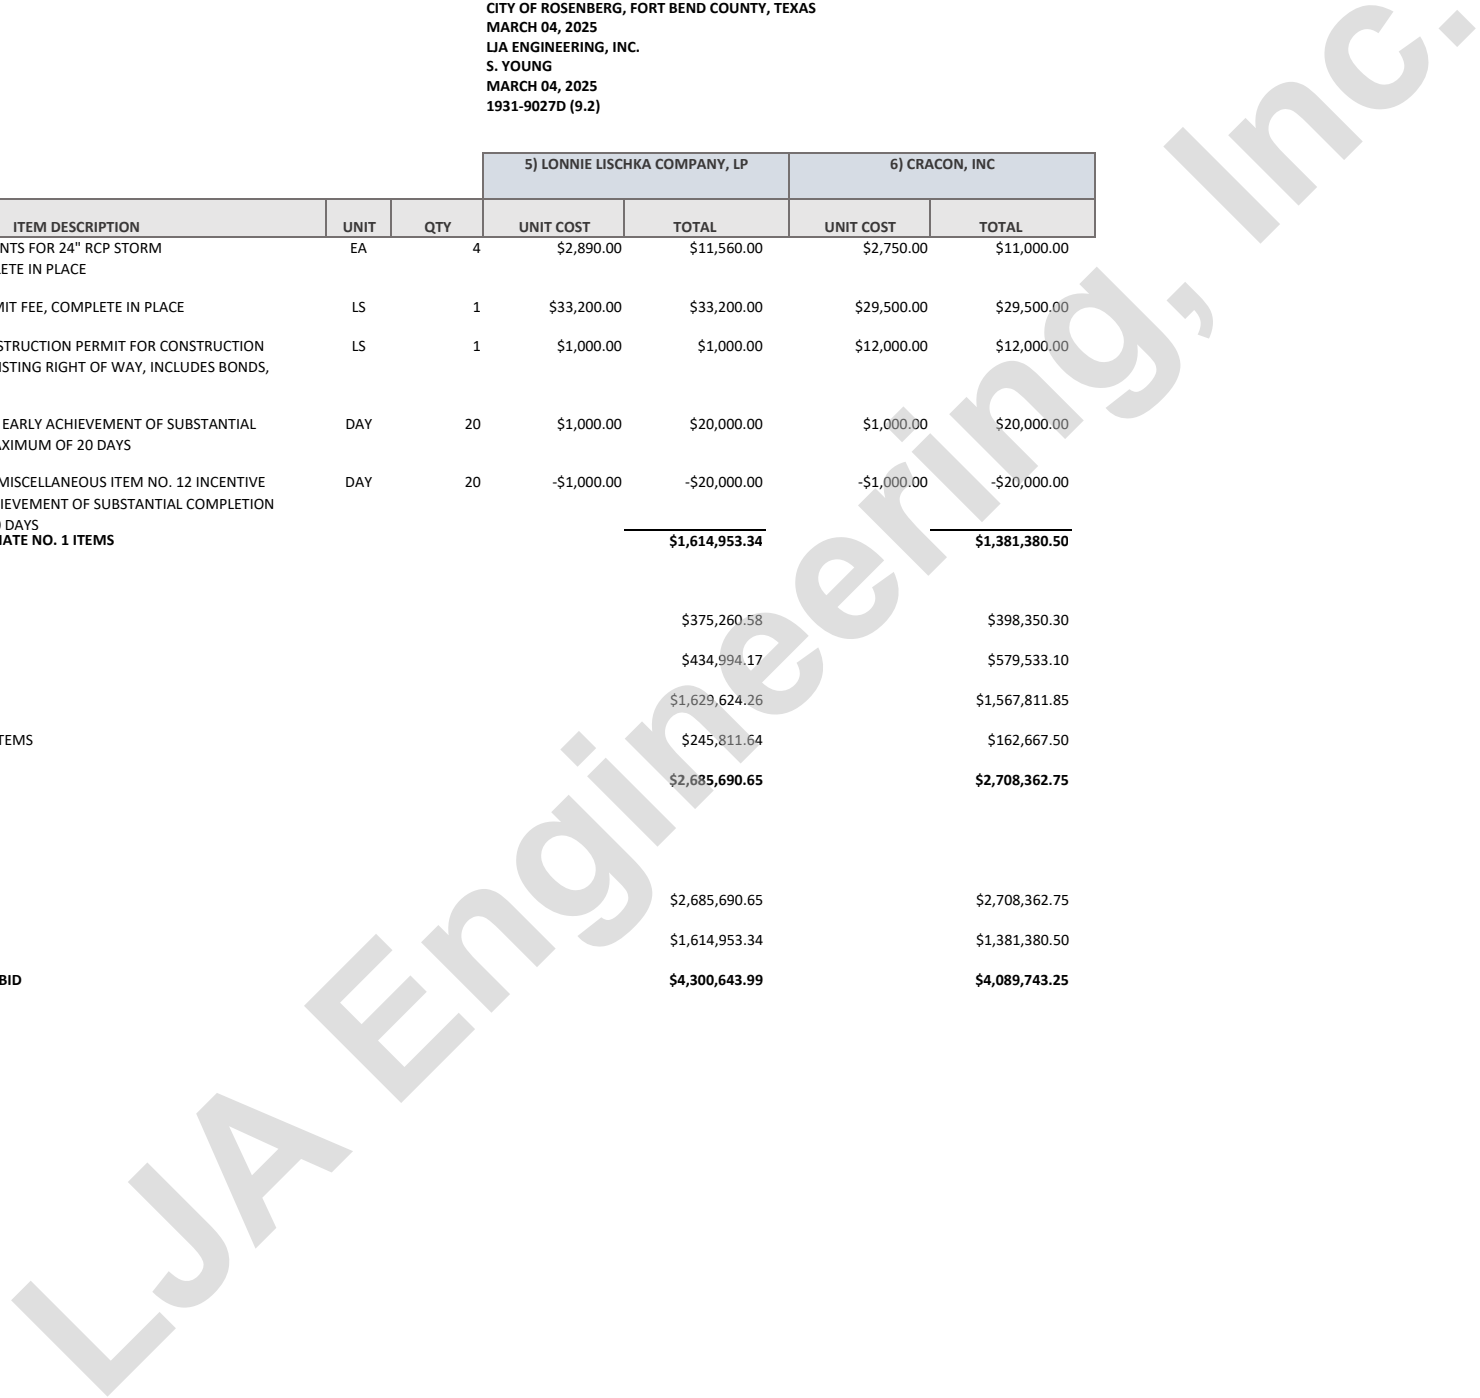 CITY OF ROSENBERG, FORT BEND COUNTY, TEXAS
MARCH 04, 2025
LJA ENGINEERING, INC.
S. YOUNG
MARCH 04, 2025
1931-9027D (9.2)
5) LONNIE LISCHKA COMPANY, LP 6) CRACON, INC
ITEM DESCRIPTION UNIT QTY UNIT COST TOTAL UNIT COST TOTAL
NTS FOR 24" RCP STORM EA 4 $2,890.00 $11,560.00 $2,750.00 $11,000.00
ETE IN PLACE
MIT FEE, COMPLETE IN PLACE LS 1 $33,200.00 $33,200.00 $29,500.00 $29,500.00
STRUCTION PERMIT FOR CONSTRUCTION LS 1 $1,000.00 $1,000.00 $12,000.00 $12,000.00
ISTING RIGHT OF WAY, INCLUDES BONDS,
EARLY ACHIEVEMENT OF SUBSTANTIAL DAY 20 $1,000.00 $20,000.00 $1,000.00 $20,000.00
AXIMUM OF 20 DAYS
MISCELLANEOUS ITEM NO. 12 INCENTIVE DAY 20 -$1,000.00 -$20,000.00 -$1,000.00 -$20,000.00
IEVEMENT OF SUBSTANTIAL COMPLETION
DAYS
NATE NO. 1 ITEMS $1,614,953.34 $1,381,380.50
$375,260.58 $398,350.30
$434,994.17 $579,533.10
$1,629,624.26 $1,567,811.85
TEMS $245,811.64 $162,667.50
$2,685,690.65 $2,708,362.75
$2,685,690.65 $2,708,362.75
$1,614,953.34 $1,381,380.50
BID $4,300,643.99 $4,089,743.25
LJA Engineering, Inc.